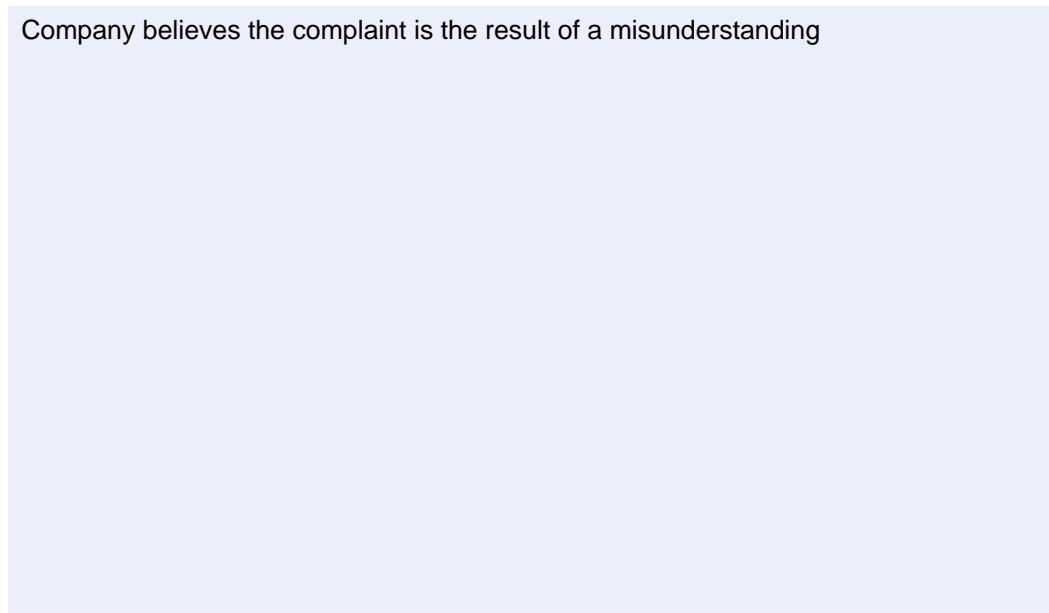 Company believes the complaint is the result of a misunderstanding